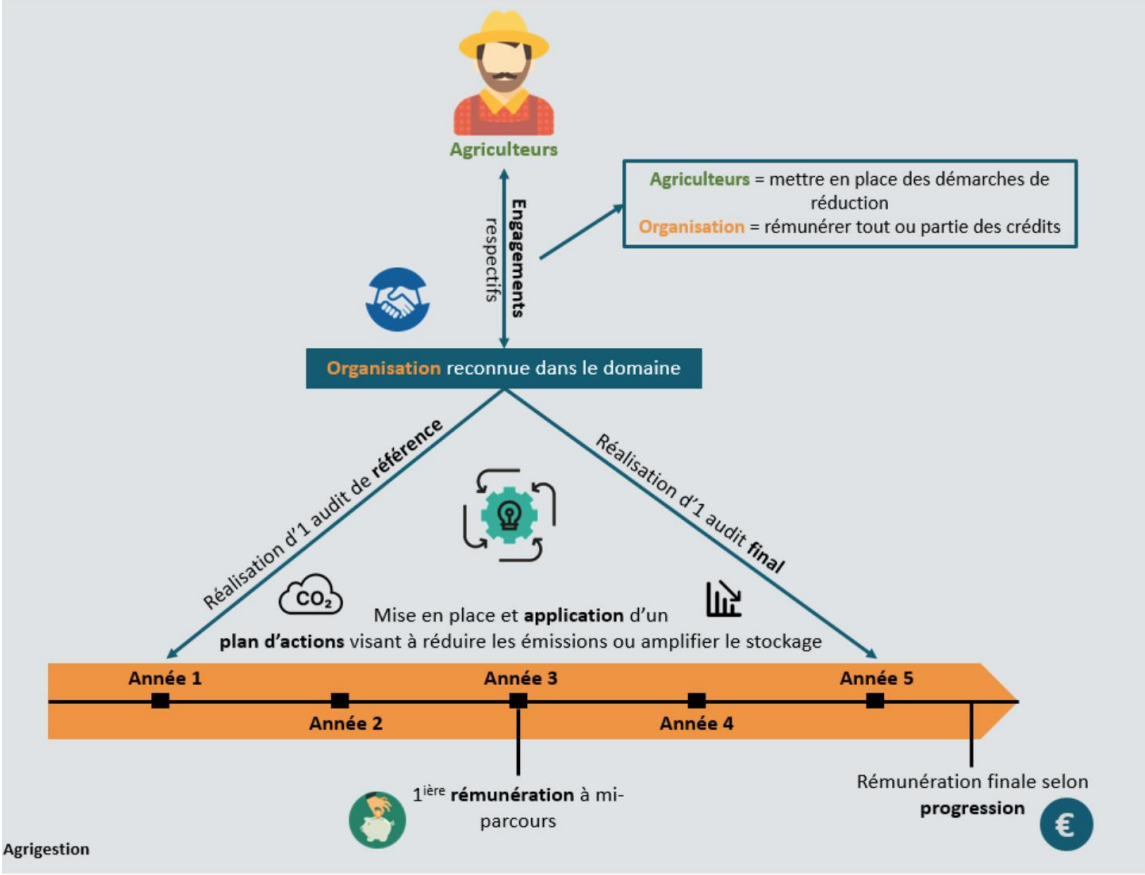 Agriculteurs
Agriculteurs = mettre en place des démarches de
réduction
Organisation = rémunérer tout ou partie des crédits
Engagements
respectifs
Organisation reconnue dans le domaine
Réalisation d'1 audit de référence
Réalisation d'1 audit final
CO₂
Mise en place et application d'un
plan d'actions visant à réduire les émissions ou amplifier le stockage
Année 1
Année 2
Année 3
Année 4
Année 5
1ière rémunération à mi-
parcours
Rémunération finale selon
progression
€
Agrigestion